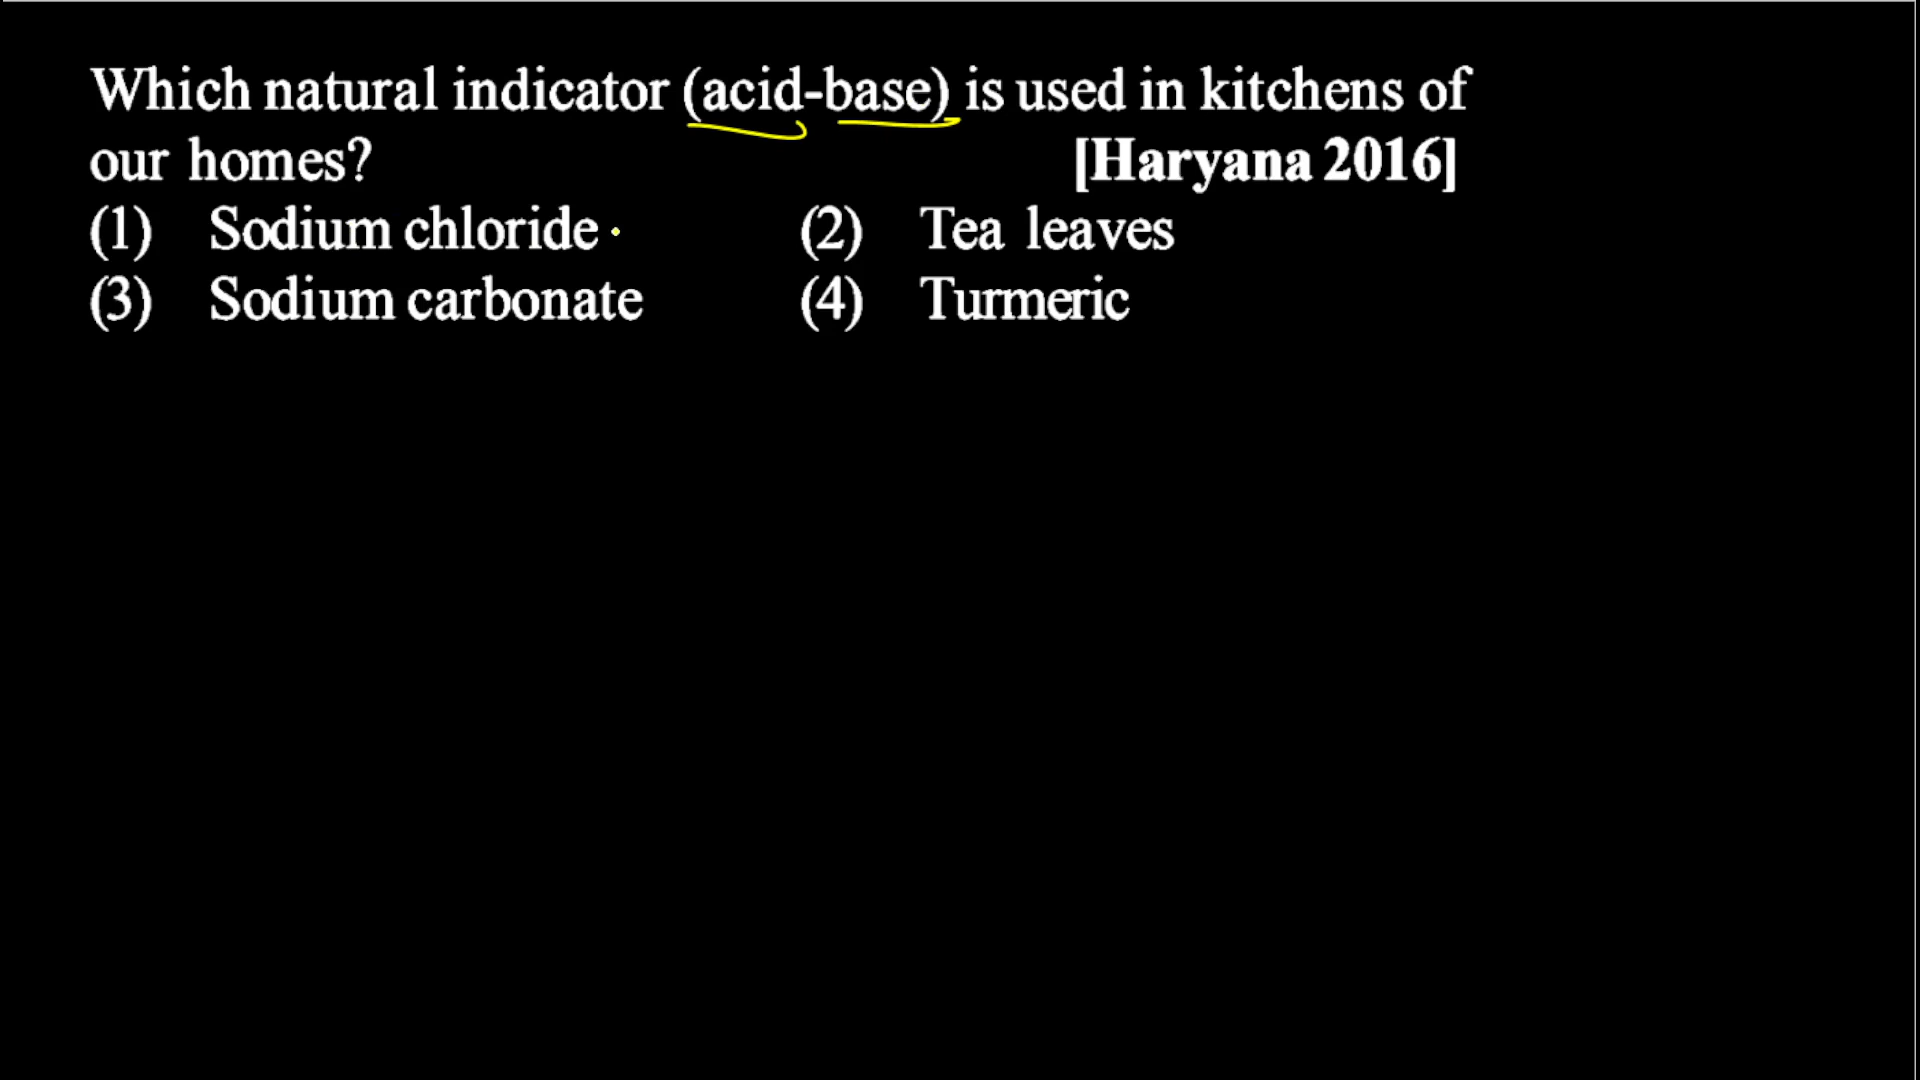 Which natural indicator (acid-base) is used in kitchens of
our homes? [Haryana 2016]
(1) Sodium chloride (2) Tea leaves
(3) Sodium carbonate (4) Turmeric